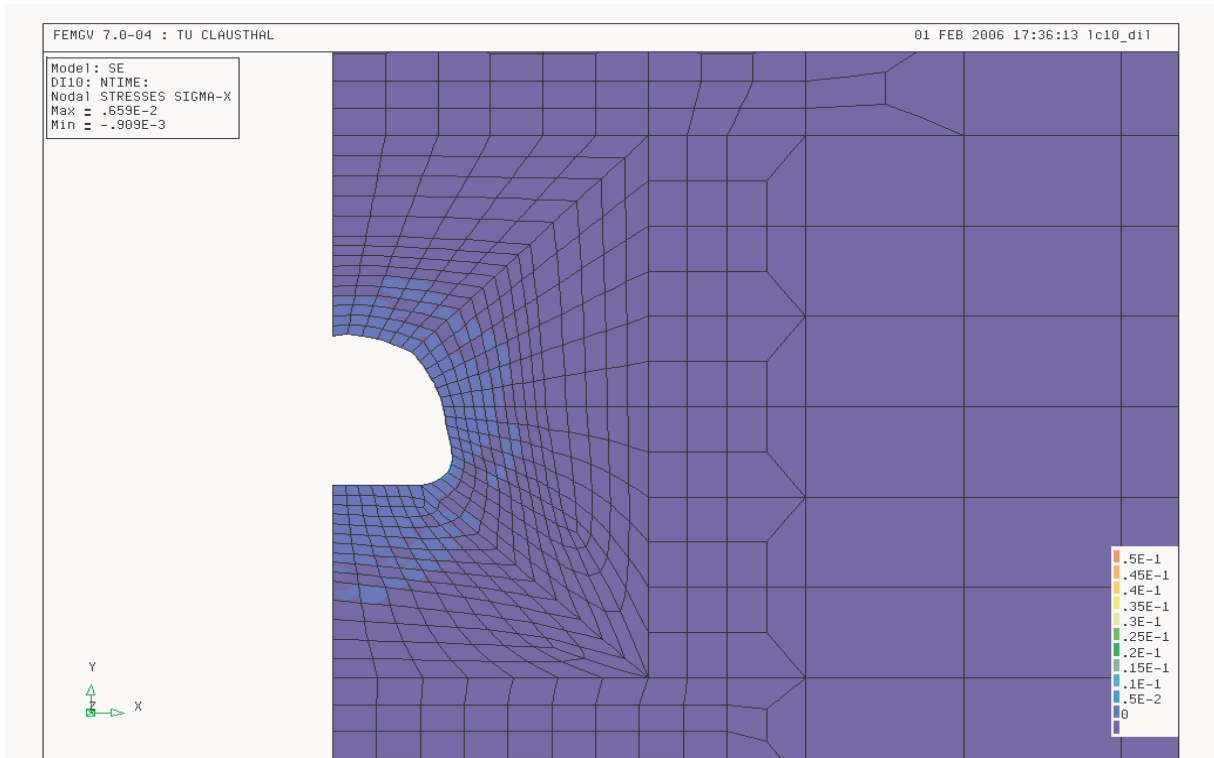 FEMGV 7.0-04 : TU CLAUSTHAL
01 FEB 2006 17:36:13 lc10_dil
Model: SE
DI10: NTIME:
Nodal STRESSES SIGMA-X
Max = .659E-2
Min = -.909E-3
.5E-1
.45E-1
.4E-1
.35E-1
.3E-1
.25E-1
.2E-1
.15E-1
.1E-1
.5E-2
0
Y
Z
X